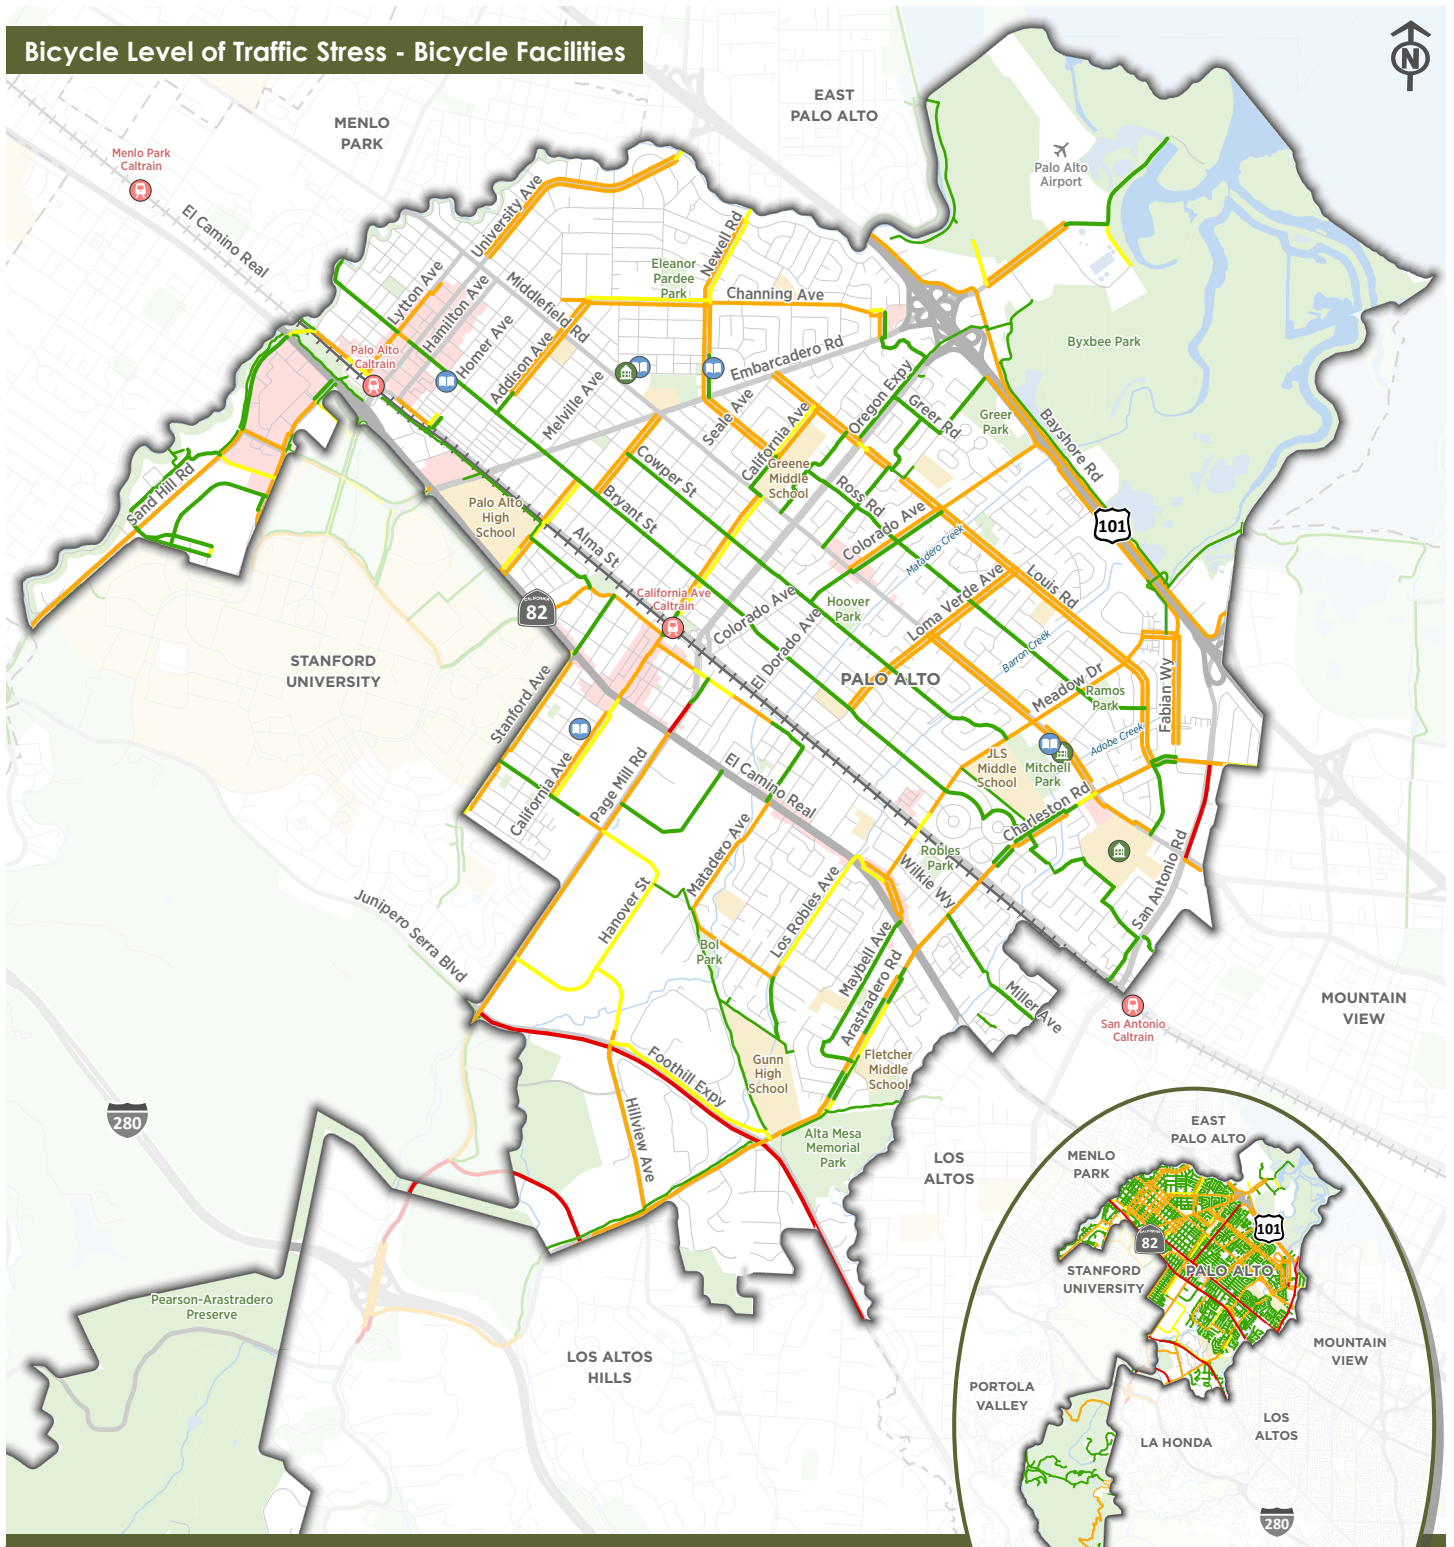 Bicycle Level of Traffic Stress - Bicycle Facilities
N
EAST
PALO ALTO
MENLO
PARK
Menlo Park
Caltrain
Palo Alto
Airport
El Camino Real
University Ave
Newell Rd
Eleanor
Pardee
Park
Lytton Ave
Hamilton Ave
Middlefield Rd
Channing Ave
Homer Ave
Addison Ave
Palo Alto
Caltrain
Embarcadero Rd
Byxbee Park
Melville Ave
Seale Ave
California Ave
Oregon Expy
Greer Rd
Greer
Park
Bayshore Rd
Sand Hill Rd
Cowper St
Greene
Middle
School
Bryant St
Ross Rd
Palo Alto
High
School
Alma St
Colorado Ave
Matadero Creek
101
Louis Rd
Loma Verde Ave
82
CALIFORNIA
California Ave
Caltrain
Colorado Ave
Hoover
Park
El Dorado Ave
Barron Creek
STANFORD
UNIVERSITY
PALO ALTO
Meadow Dr
Ramos
Park
Fabian Wy
Stanford Ave
Adobe Creek
JLS
Middle
School
Mitchell
Park
El Camino Real
California Ave
Page Mill Rd
Charleston Rd
Matadero Ave
Robles
Park
Wilkie Wy
San Antonio Rd
Hanover St
Los Robles Ave
Junipero Serra Blvd
Bol
Park
Maybell Ave
Arastradero Rd
Miller Ave
San Antonio
Caltrain
MOUNTAIN
VIEW
Foothill Expy
Gunn
High
School
Fletcher
Middle
School
280
Hillview Ave
Alta Mesa
Memorial
Park
LOS
ALTOS
Pearson-Arastradero
Preserve
LOS ALTOS
HILLS
EAST
PALO ALTO
MENLO
PARK
101
82
STANFORD
UNIVERSITY
PALO ALTO
MOUNTAIN
VIEW
PORTOLA
VALLEY
LOS
ALTOS
LA HONDA
280